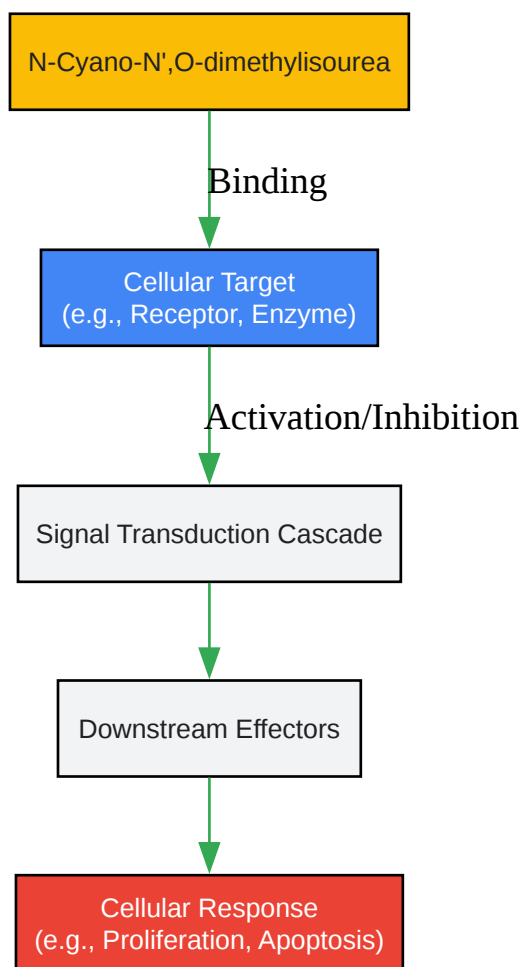 N-Cyano-N',O-dimethylisourea
Binding
Cellular Target
(e.g., Receptor, Enzyme)
Activation/Inhibition
Signal Transduction Cascade
Downstream Effectors
Cellular Response
(e.g., Proliferation, Apoptosis)